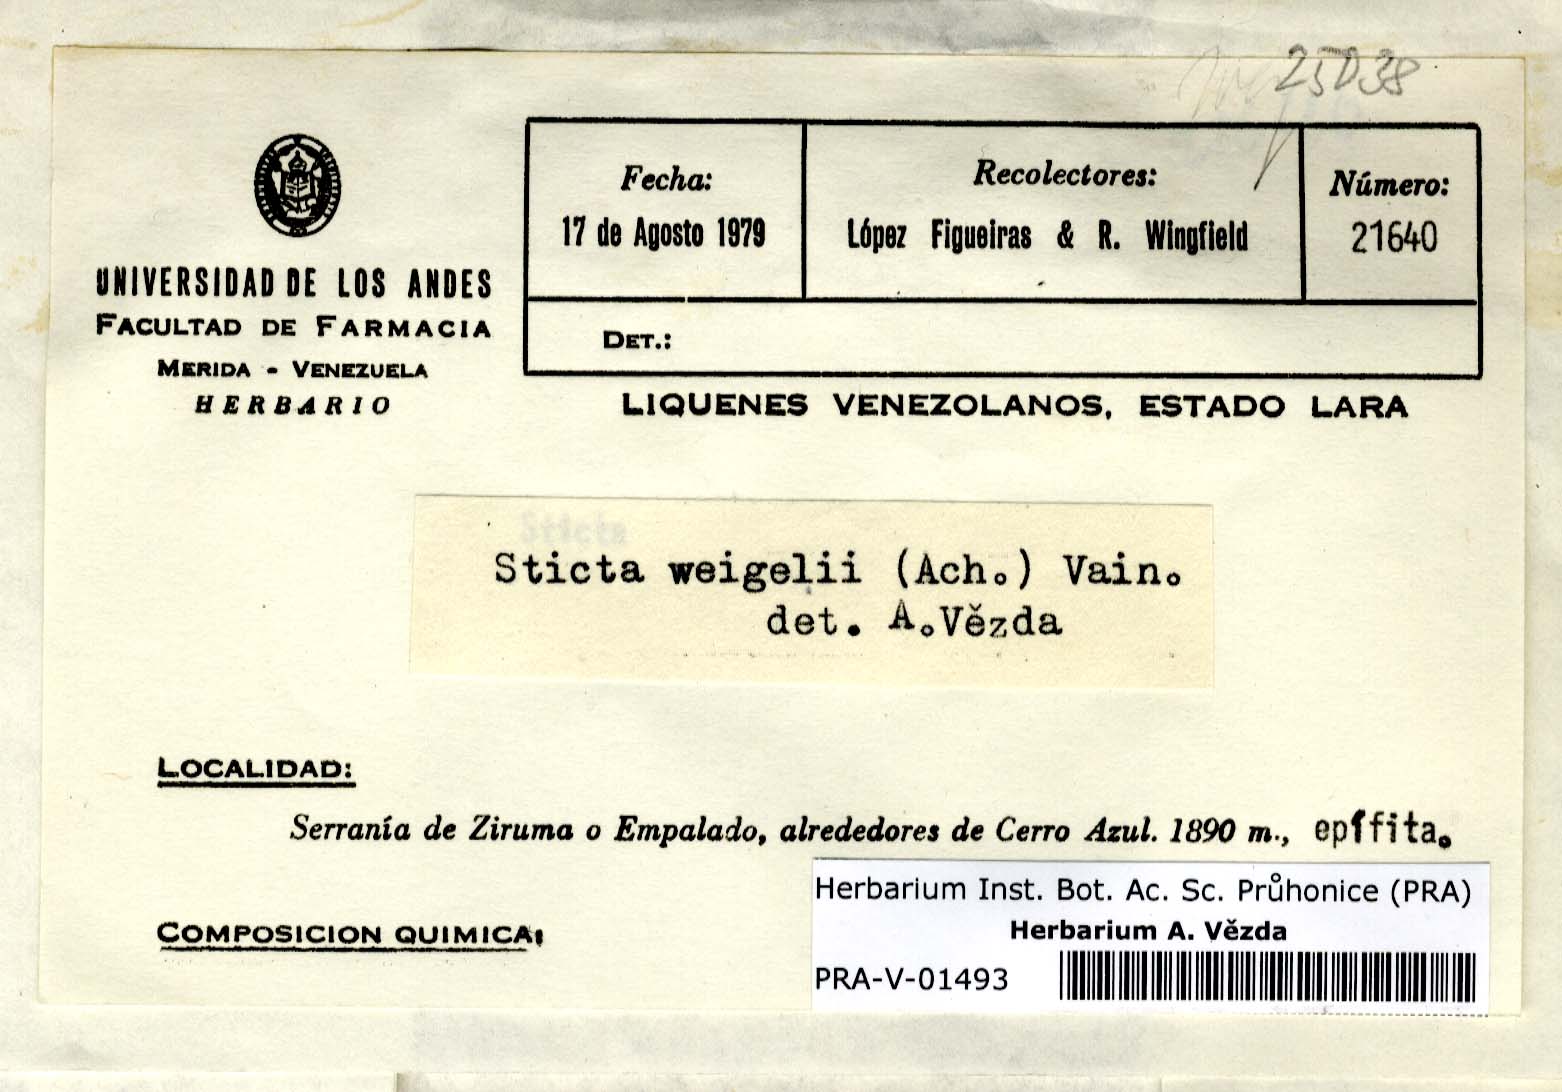 25038
Fecha:
17 de Agosto 1979
Recolectores:
López Figueiras & R. Wingfield
Número:
21640
DET.:
UNIVERSIDAD DE LOS ANDES
FACULTAD DE FARMACIA
MERIDA - VENEZUELA
HERBARIO
LIQUENES VENEZOLANOS, ESTADO LARA
Sticta
Sticta weigelii (Ach.) Vain.
det. A.Vězda
LOCALIDAD:
Serranía de Ziruma o Empalado, alrededores de Cerro Azul. 1890 m., epífita.
COMPOSICION QUIMICA:
Herbarium Inst. Bot. Ac. Sc. Průhonice (PRA)
Herbarium A. Vězda
PRA-V-01493